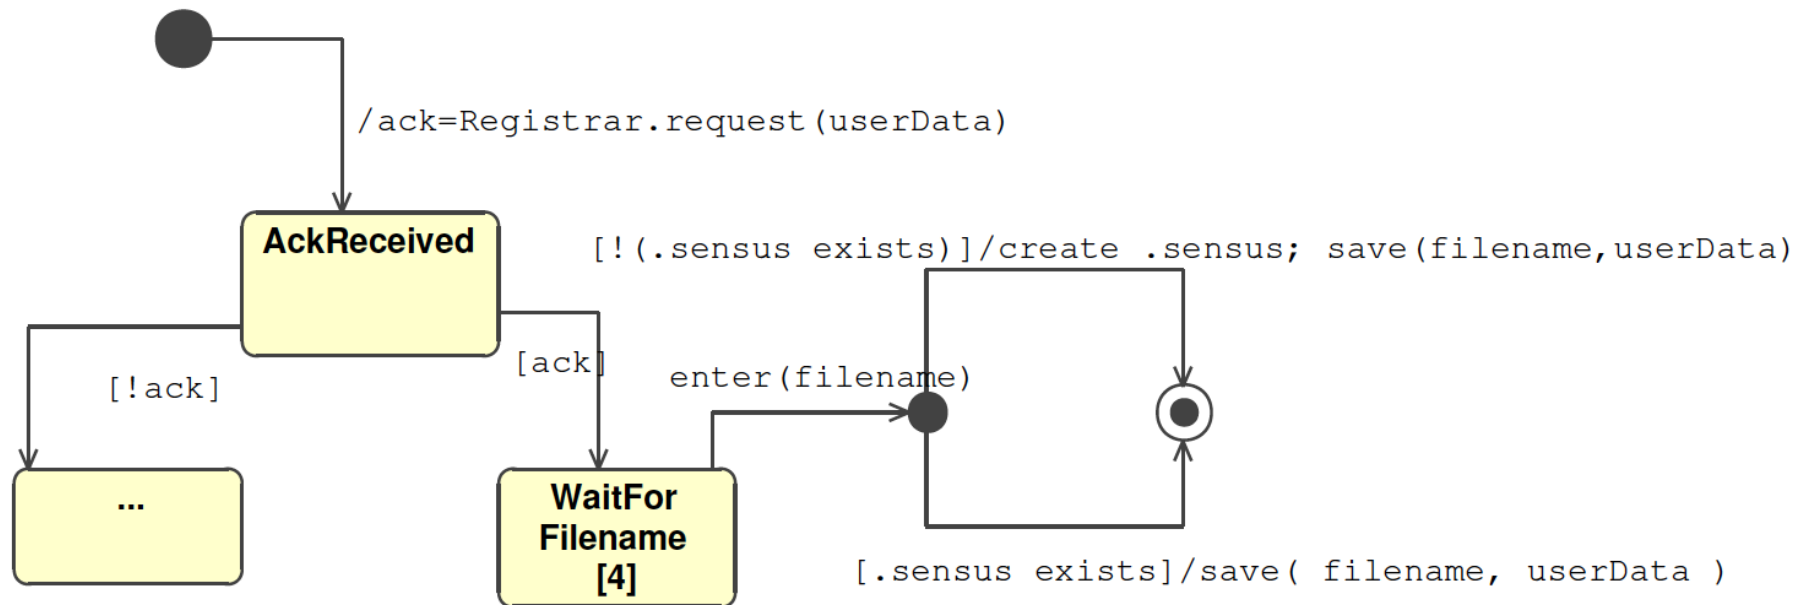 /ack=Registrar.request(userData)
AckReceived
[!(.sensus exists)]/create .sensus; save(filename,userData)
[!ack]
[ack]
enter(filename)
...
WaitFor
Filename
[4]
[.sensus exists]/save( filename, userData )